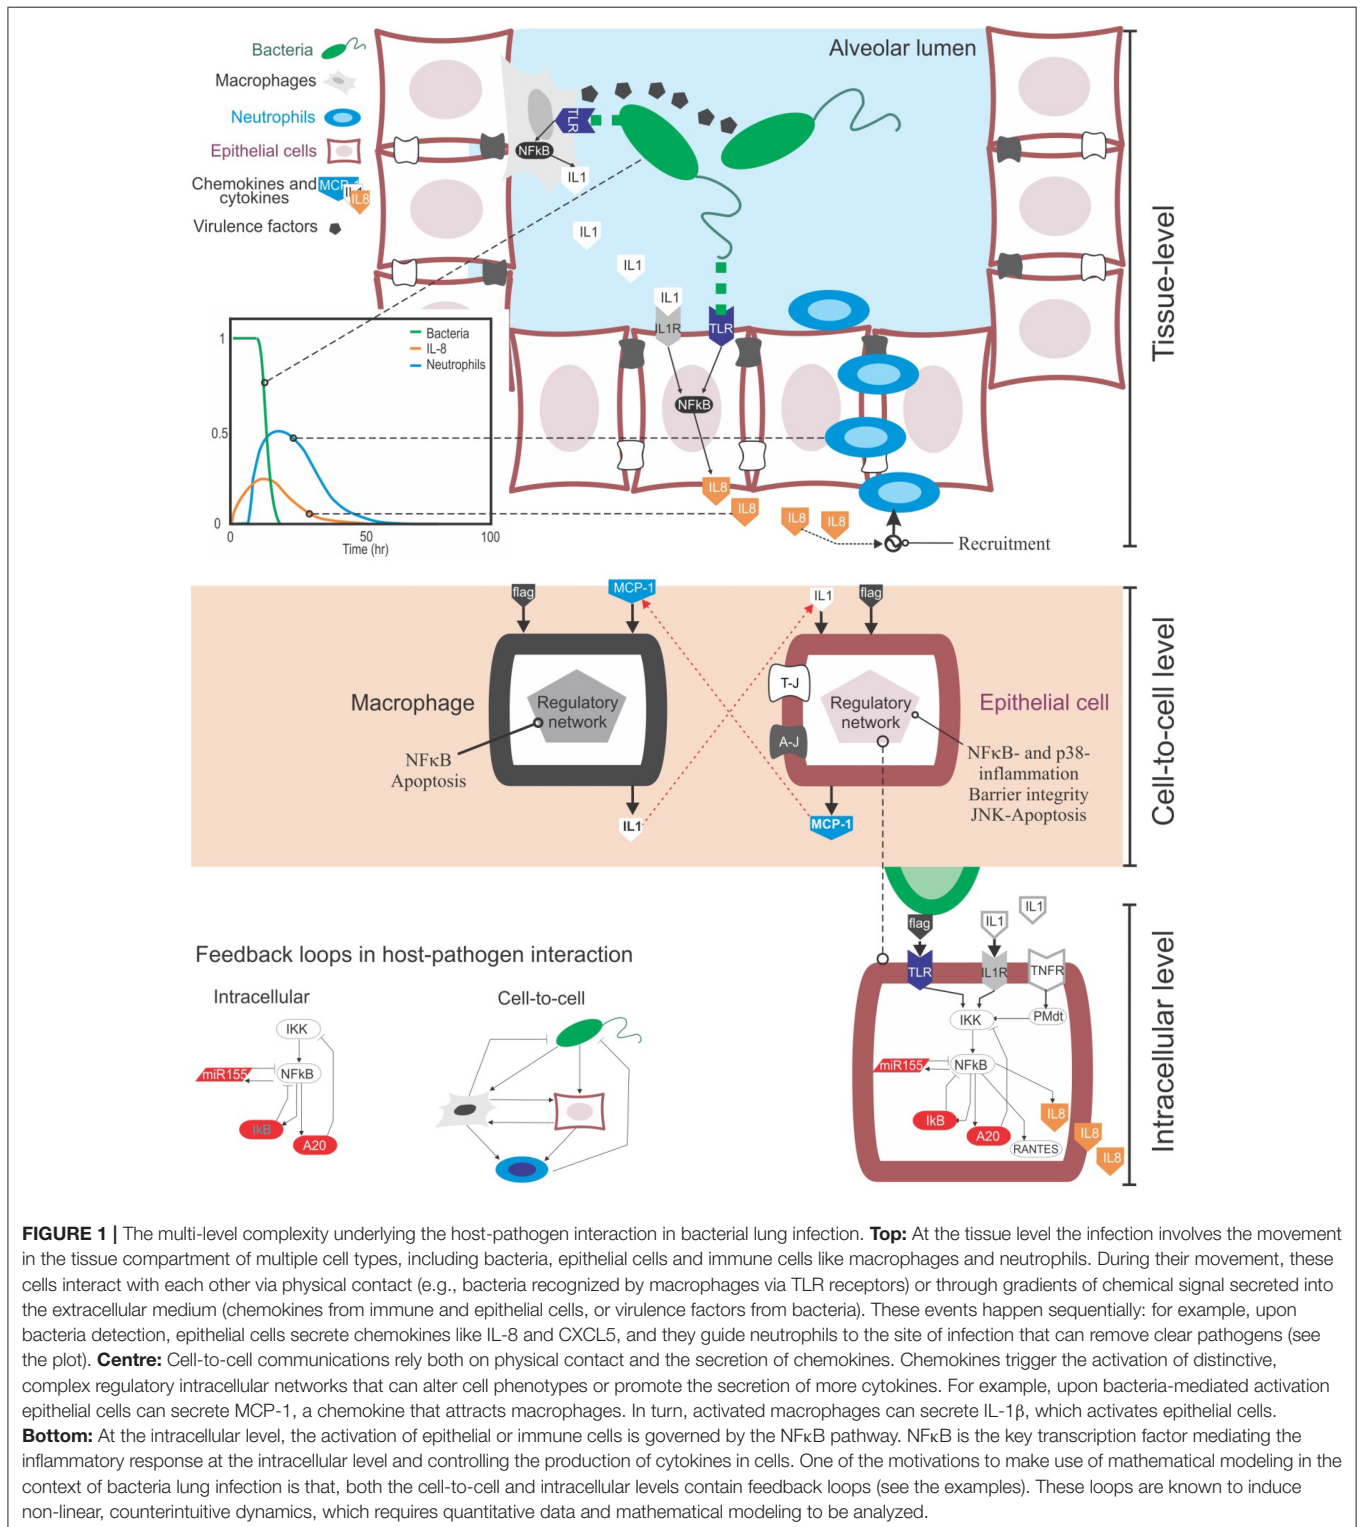 Bacteria
Macrophages
Neutrophils
Epithelial cells
Chemokines and
cytokines
MCP-1
IL1
IL8
Virulence factors
Alveolar lumen
TLR
NFkB
IL1
IL1
IL1
IL1
IL1R
TLR
NFkB
IL8
IL8
IL8
IL8
Recruitment
Tissue-level
Bacteria
IL-8
Neutrophils
1
0.5
0
0
50
100
Time (hr)
flag
MCP-1
IL1
flag
Macrophage
Regulatory
network
NFκB
Apoptosis
IL1
T-J
A-J
Regulatory
network
Epithelial cell
NFκB- and p38-
inflammation
Barrier integrity
JNK-Apoptosis
MCP-1
Cell-to-cell level
Feedback loops in host-pathogen interaction
Intracellular
IKK
miR155
NFkB
IkB
A20
Cell-to-cell
flag
IL1
IL1
TLR
IL1R
TNFR
IKK
PMdt
miR155
NFkB
IkB
A20
RANTES
IL8
IL8
IL8
Intracellular level
FIGURE 1 | The multi-level complexity underlying the host-pathogen interaction in bacterial lung infection. Top: At the tissue level the infection involves the movement
in the tissue compartment of multiple cell types, including bacteria, epithelial cells and immune cells like macrophages and neutrophils. During their movement, these
cells interact with each other via physical contact (e.g., bacteria recognized by macrophages via TLR receptors) or through gradients of chemical signal secreted into
the extracellular medium (chemokines from immune and epithelial cells, or virulence factors from bacteria). These events happen sequentially: for example, upon
bacteria detection, epithelial cells secrete chemokines like IL-8 and CXCL5, and they guide neutrophils to the site of infection that can remove clear pathogens (see
the plot). Centre: Cell-to-cell communications rely both on physical contact and the secretion of chemokines. Chemokines trigger the activation of distinctive,
complex regulatory intracellular networks that can alter cell phenotypes or promote the secretion of more cytokines. For example, upon bacteria-mediated activation
epithelial cells can secrete MCP-1, a chemokine that attracts macrophages. In turn, activated macrophages can secrete IL-1β, which activates epithelial cells.
Bottom: At the intracellular level, the activation of epithelial or immune cells is governed by the NFκB pathway. NFκB is the key transcription factor mediating the
inflammatory response at the intracellular level and controlling the production of cytokines in cells. One of the motivations to make use of mathematical modeling in the
context of bacteria lung infection is that, both the cell-to-cell and intracellular levels contain feedback loops (see the examples). These loops are known to induce
non-linear, counterintuitive dynamics, which requires quantitative data and mathematical modeling to be analyzed.